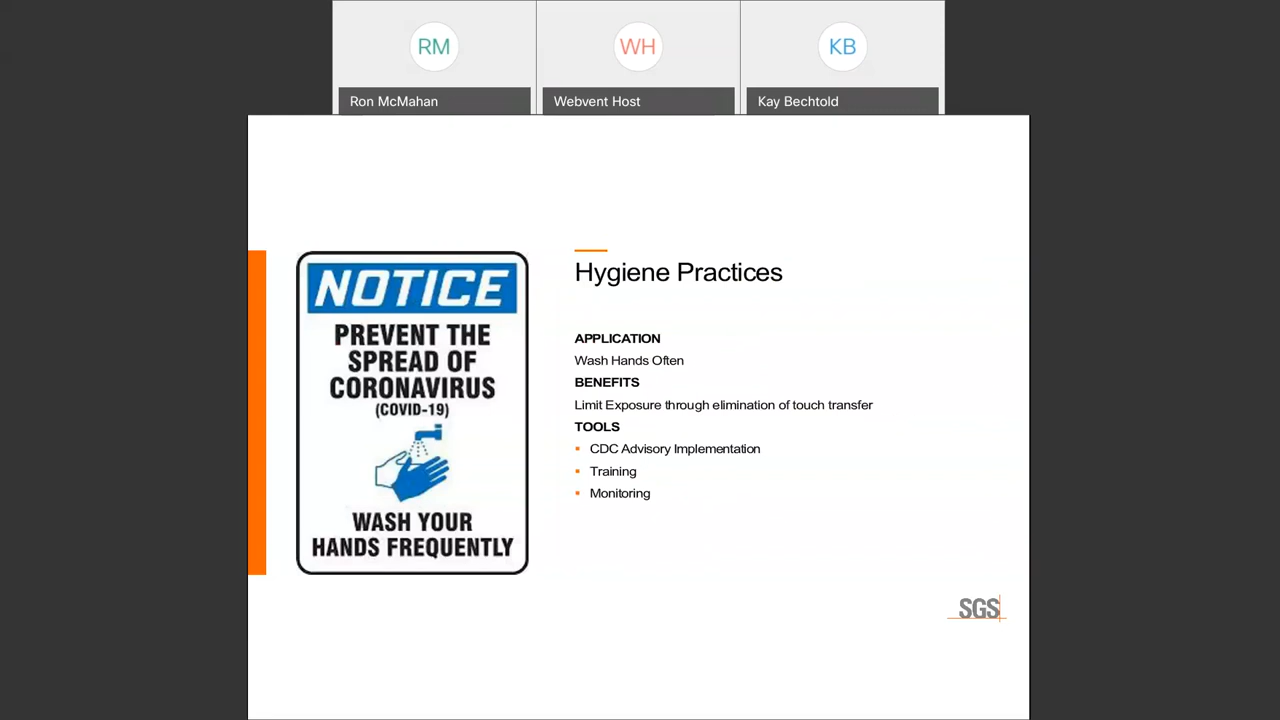 RM
WH
KB
Ron McMahan
Webvent Host
Kay Bechtold
NOTICE
PREVENT THE
SPREAD OF
CORONAVIRUS
(COVID-19)
WASH YOUR
HANDS FREQUENTLY
Hygiene Practices
APPLICATION
Wash Hands Often
BENEFITS
Limit Exposure through elimination of touch transfer
TOOLS
▪ CDC Advisory Implementation
▪ Training
▪ Monitoring
SGS